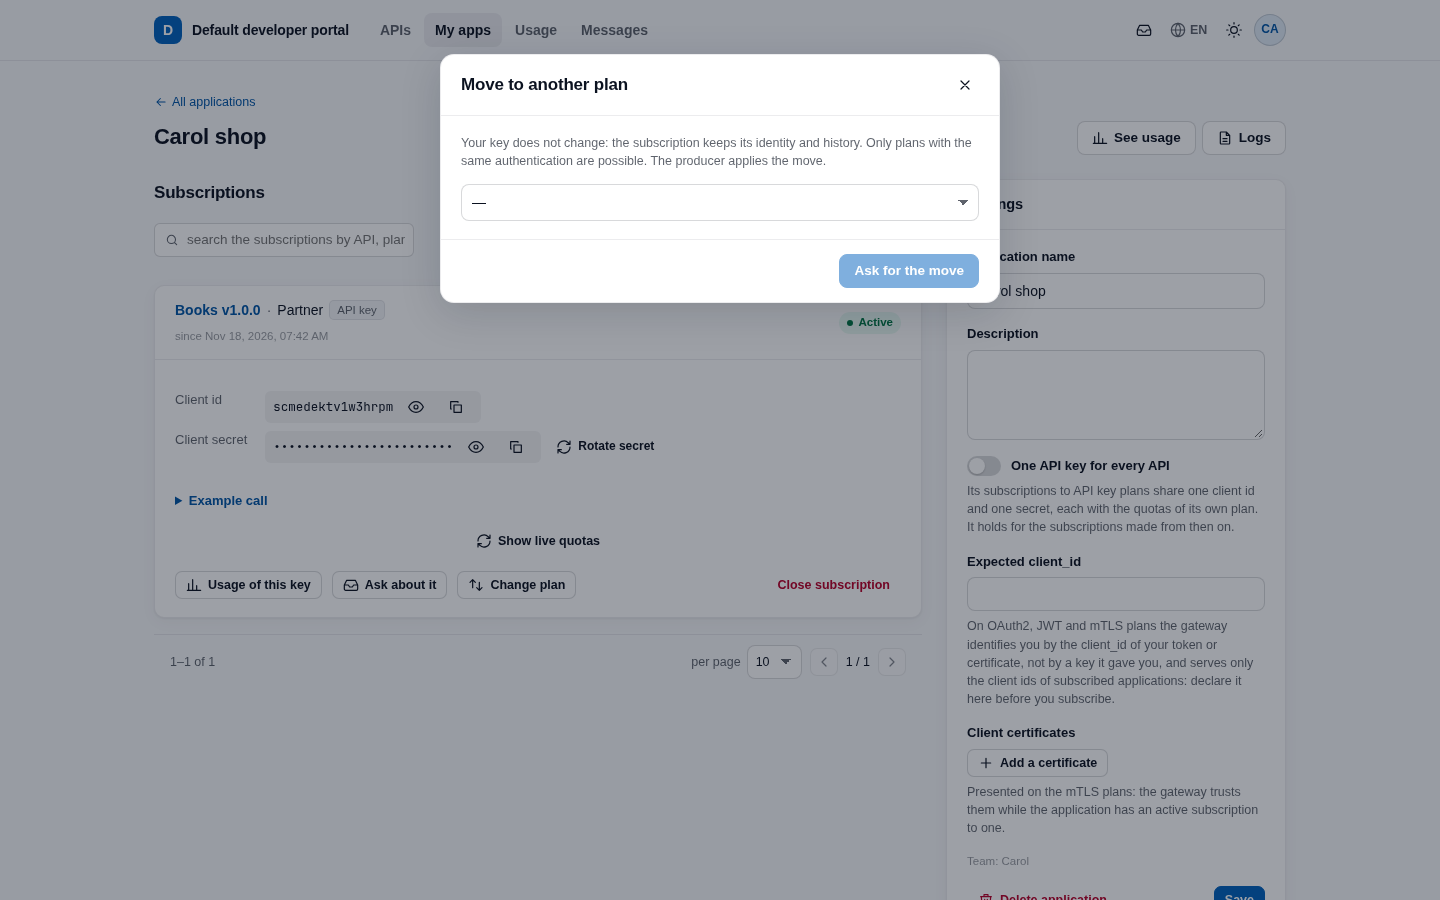 D Default developer portal APIs My apps Usage Messages EN CA
All applications
Carol shop
See usage Logs
Subscriptions
search the subscriptions by API, plan
Books v1.0.0 · Partner API key
since Nov 18, 2026, 07:42 AM
Active
Client id scmedektv1w3hrpm
Client secret •••••••••••••••••••••••• Rotate secret
Example call
Show live quotas
Usage of this key Ask about it Change plan Close subscription
1–1 of 1 per page 10 1 / 1
Move to another plan
Your key does not change: the subscription keeps its identity and history. Only plans with the
same authentication are possible. The producer applies the move.
—
Ask for the move
Description
One API key for every API
Its subscriptions to API key plans share one client id
and one secret, each with the quotas of its own plan.
It holds for the subscriptions made from then on.
Expected client_id
On OAuth2, JWT and mTLS plans the gateway
identifies you by the client_id of your token or
certificate, not by a key it gave you, and serves only
the client ids of subscribed applications: declare it
here before you subscribe.
Client certificates
Add a certificate
Presented on the mTLS plans: the gateway trusts
them while the application has an active subscription
to one.
Team: Carol
Delete application Save